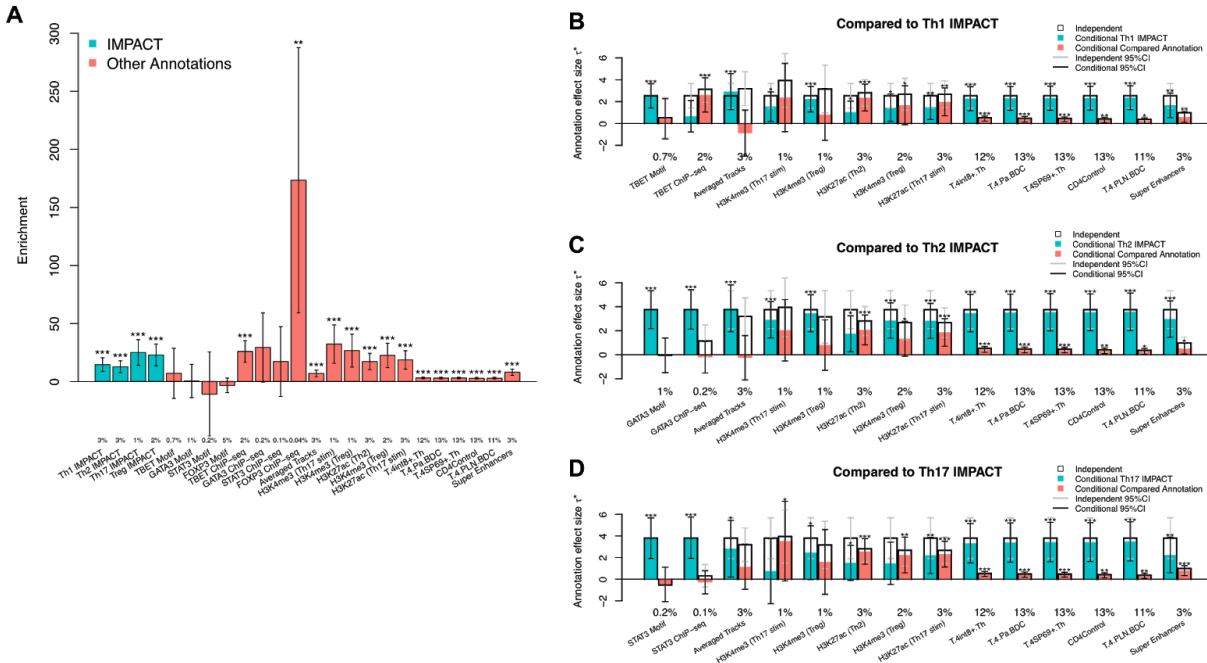 A
300
250
200
150
100
50
0
Enrichment
IMPACT
Other Annotations
*** *** *** *** *** ** *** *** *** *** *** *** *** *** *** *** *** ***
3% 3% 1% 2% 0.7% 1% 0.2% 5% 2% 0.2% 0.1% 0.04% 3% 1% 1% 3% 2% 3% 12% 13% 13% 13% 11% 3%
Th1 IMPACT
Th2 IMPACT
Th17 IMPACT
Treg IMPACT
TBET Motif
GATA3 Motif
STAT3 Motif
FOXP3 Motif
TBET ChIP-seq
GATA3 ChIP-seq
STAT3 ChIP-seq
FOXP3 ChIP-seq
Averaged Tracks
H3K4me3 (Th17 stim)
H3K4me3 (Treg)
H3K27ac (Th2)
H3K4me3 (Treg)
H3K27ac (Th17 stim)
T.4int8+.Th
T.4.Pa.BDC
T.4SP69+.Th
CD4Control
T.4.PLN.BDC
Super Enhancers
B
Compared to Th1 IMPACT
Independent
Conditional Th1 IMPACT
Conditional Compared Annotation
Independent 95%CI
Conditional 95%CI
Annotation effect size τ*
6
4
2
0
−2
0.7% 2% 3% 1% 1% 3% 2% 3% 12% 13% 13% 13% 11% 3%
TBET Motif
TBET ChIP-seq
Averaged Tracks
H3K4me3 (Th17 stim)
H3K4me3 (Treg)
H3K27ac (Th2)
H3K4me3 (Treg)
H3K27ac (Th17 stim)
T.4int8+.Th
T.4.Pa.BDC
T.4SP69+.Th
CD4Control
T.4.PLN.BDC
Super Enhancers
C
Compared to Th2 IMPACT
Independent
Conditional Th2 IMPACT
Conditional Compared Annotation
Independent 95%CI
Conditional 95%CI
Annotation effect size τ*
6
4
2
0
−2
1% 0.2% 3% 1% 1% 3% 2% 3% 12% 13% 13% 13% 11% 3%
GATA3 Motif
GATA3 ChIP-seq
Averaged Tracks
H3K4me3 (Th17 stim)
H3K4me3 (Treg)
H3K27ac (Th2)
H3K4me3 (Treg)
H3K27ac (Th17 stim)
T.4int8+.Th
T.4.Pa.BDC
T.4SP69+.Th
CD4Control
T.4.PLN.BDC
Super Enhancers
D
Compared to Th17 IMPACT
Independent
Conditional Th17 IMPACT
Conditional Compared Annotation
Independent 95%CI
Conditional 95%CI
Annotation effect size τ*
6
4
2
0
−2
0.2% 0.1% 3% 1% 1% 3% 2% 3% 12% 13% 13% 13% 11% 3%
STAT3 Motif
STAT3 ChIP-seq
Averaged Tracks
H3K4me3 (Th17 stim)
H3K4me3 (Treg)
H3K27ac (Th2)
H3K4me3 (Treg)
H3K27ac (Th17 stim)
T.4int8+.Th
T.4.Pa.BDC
T.4SP69+.Th
CD4Control
T.4.PLN.BDC
Super Enhancers